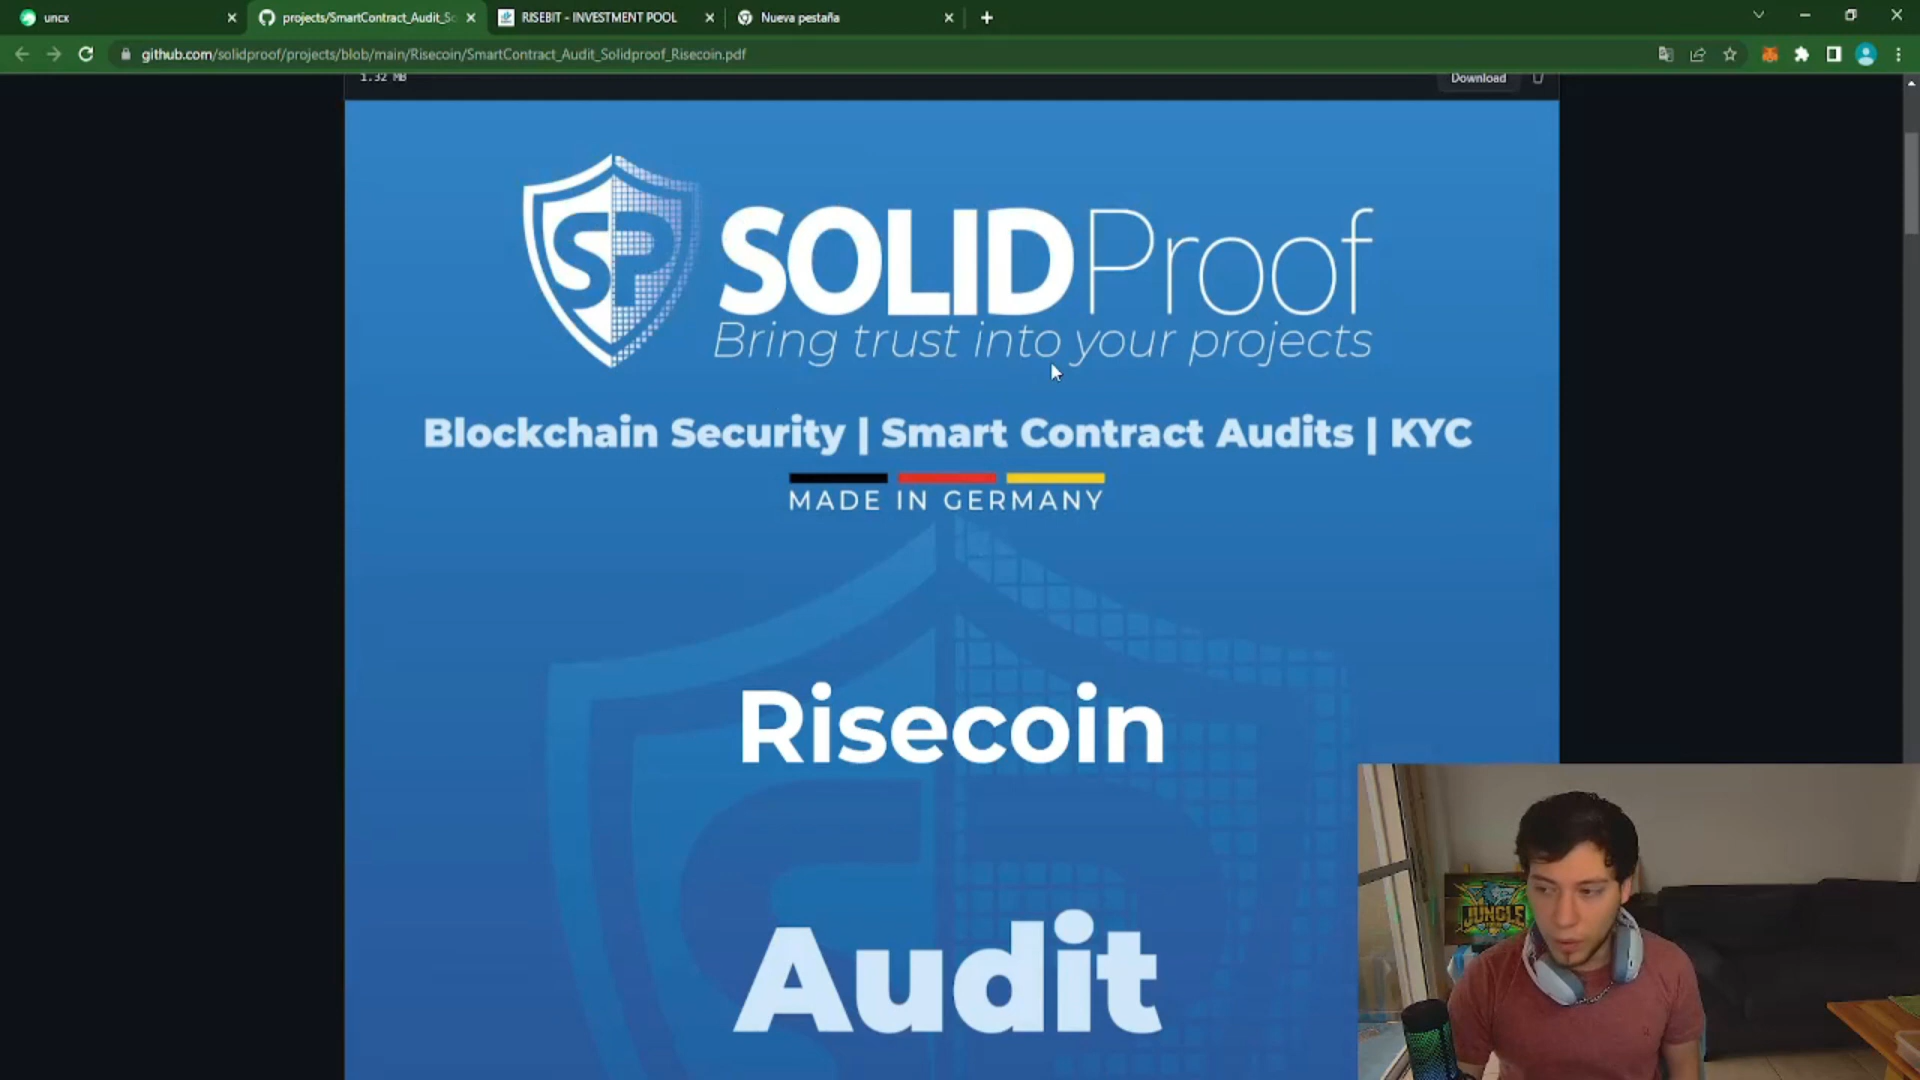 uncx
projects/SmartContract_Audit_So
RISEBIT - INVESTMENT POOL
Nueva pestaña
github.com/solidproof/projects/blob/main/Risecoin/SmartContract_Audit_Solidproof_Risecoin.pdf
1.32 MB
Download
SP
SOLIDProof
Bring trust into your projects
Blockchain Security | Smart Contract Audits | KYC
MADE IN GERMANY
Risecoin
Audit
JUNGLE